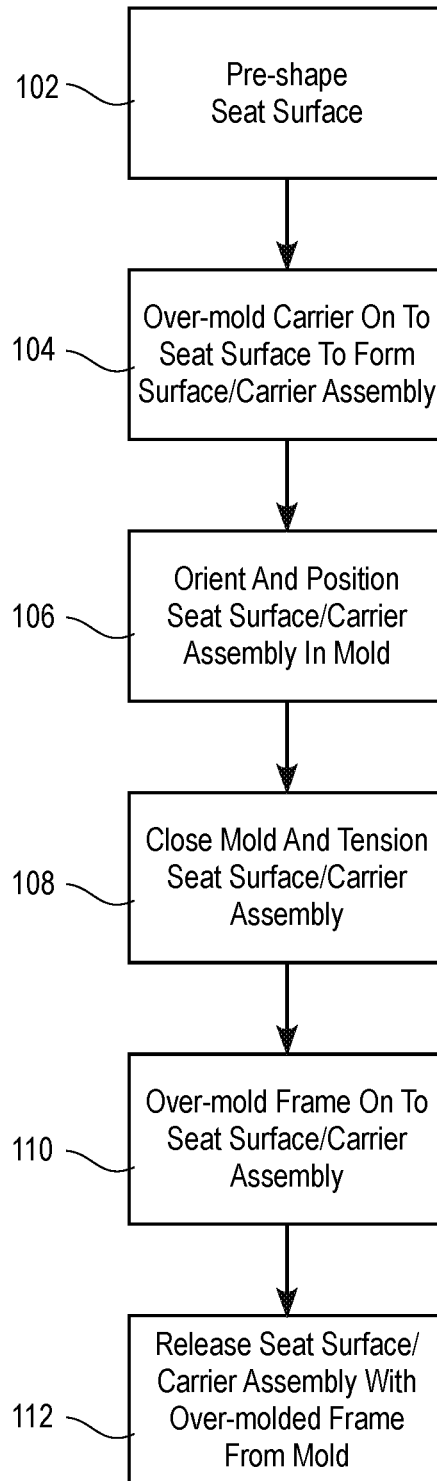 102
Pre-shape
Seat Surface
104
Over-mold Carrier On To
Seat Surface To Form
Surface/Carrier Assembly
106
Orient And Position
Seat Surface/Carrier
Assembly In Mold
108
Close Mold And Tension
Seat Surface/Carrier
Assembly
110
Over-mold Frame On To
Seat Surface/Carrier
Assembly
112
Release Seat Surface/
Carrier Assembly With
Over-molded Frame
From Mold